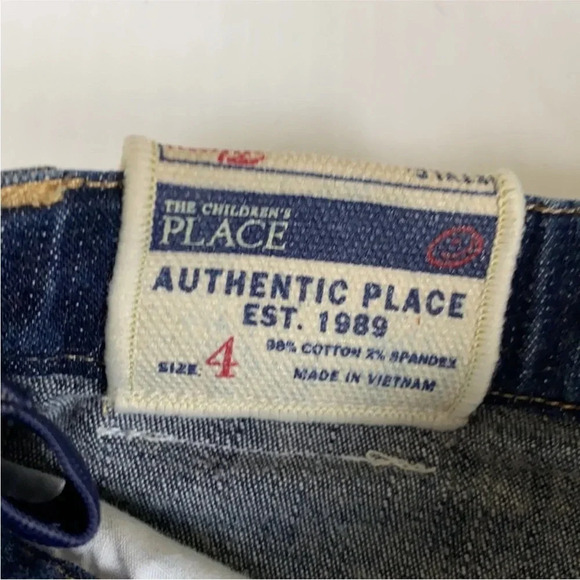 THE CHILDREN'S
PLACE
AUTHENTIC PLACE
EST. 1989
98% COTTON 2% SPANDEX
SIZE: 4
MADE IN VIETNAM